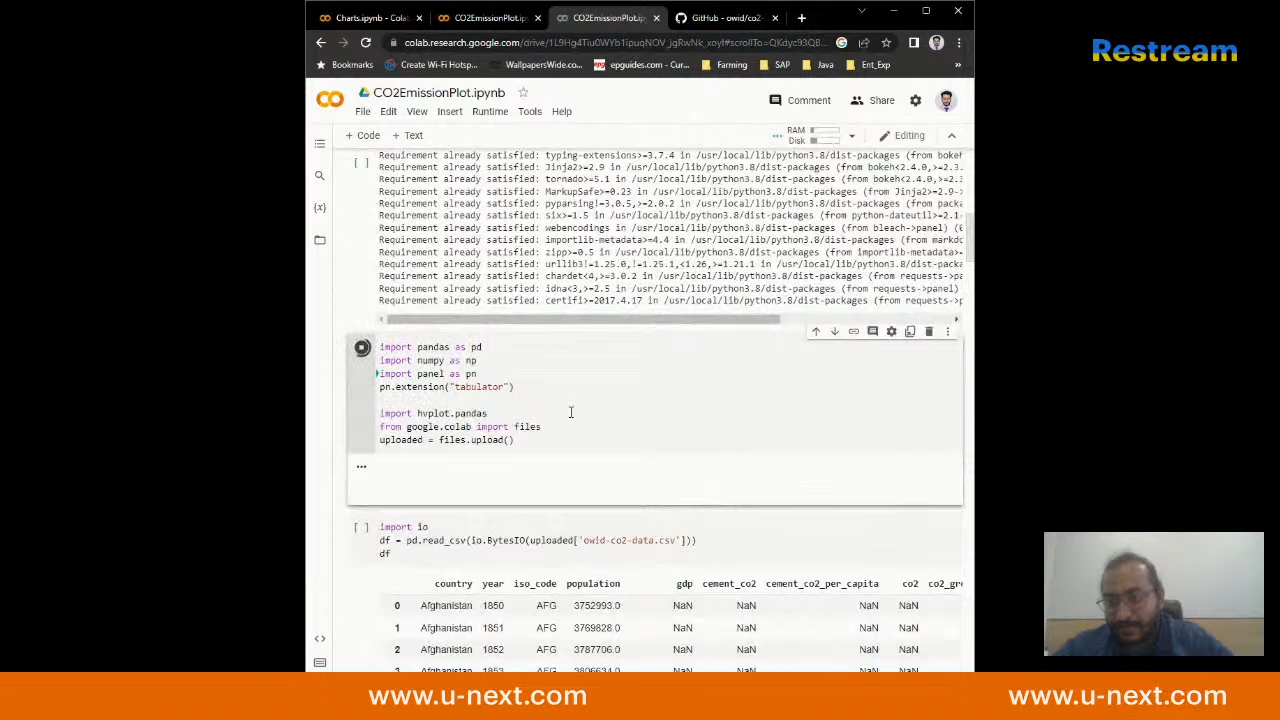 Charts.ipynb - Cola
CO2EmissionPlot.ip
CO2EmissionPlot.ip
GitHub - owid/co2-
Restream
colab.research.google.com/drive/1L9Hg4Tiu0WYb1ipuqNOV_jgRwNk_xoyI#scrollTo=QKdyc93QB...
Bookmarks
Create Wi-Fi Hotsp...
WallpapersWide.co...
epg
epguides.com - Cur...
Farming
SAP
Java
Ent_Exp
»
CO2EmissionPlot.ipynb
Comment
Share
File Edit View Insert Runtime Tools Help
+ Code + Text
RAM
Disk
Editing
[ ]
Requirement already satisfied: typing-extensions>=3.7.4 in /usr/local/lib/python3.8/dist-packages (from bokeh
Requirement already satisfied: Jinja2>=2.9 in /usr/local/lib/python3.8/dist-packages (from bokeh<2.4.0,>=2.3.
Requirement already satisfied: tornado>=5.1 in /usr/local/lib/python3.8/dist-packages (from bokeh<2.4.0,>=2.
Requirement already satisfied: MarkupSafe>=0.23 in /usr/local/lib/python3.8/dist-packages (from Jinja2>=2.9-
Requirement already satisfied: pyparsing!=3.0.5,>=2.0.2 in /usr/local/lib/python3.8/dist-packages (from packa
Requirement already satisfied: six>=1.5 in /usr/local/lib/python3.8/dist-packages (from python-dateutil>=2.1-
Requirement already satisfied: webencodings in /usr/local/lib/python3.8/dist-packages (from bleach->panel) (0
Requirement already satisfied: importlib-metadata>=4.4 in /usr/local/lib/python3.8/dist-packages (from markdo
Requirement already satisfied: zipp>=0.5 in /usr/local/lib/python3.8/dist-packages (from importlib-metadata>=
Requirement already satisfied: urllib3!=1.25.0,!=1.25.1,<1.26,>=1.21.1 in /usr/local/lib/python3.8/dist-packa
Requirement already satisfied: chardet<4,>=3.0.2 in /usr/local/lib/python3.8/dist-packages (from requests->pa
Requirement already satisfied: idna<3,>=2.5 in /usr/local/lib/python3.8/dist-packages (from requests->panel)
Requirement already satisfied: certifi>=2017.4.17 in /usr/local/lib/python3.8/dist-packages (from requests->p
import pandas as pd
import numpy as np
import panel as pn
pn.extension("tabulator")
import hvplot.pandas
from google.colab import files
uploaded = files.upload()
...
[ ] import io
df = pd.read_csv(io.BytesIO(uploaded['owid-co2-data.csv']))
df
country year iso_code population gdp cement_co2 cement_co2_per_capita co2 co2_gro
0 Afghanistan 1850 AFG 3752993.0 NaN NaN NaN NaN
1 Afghanistan 1851 AFG 3769828.0 NaN NaN NaN NaN
2 Afghanistan 1852 AFG 3787706.0 NaN NaN NaN NaN
3 Afghanistan 1853 AFG 3806634.0 NaN NaN NaN NaN
www.u-next.com
www.u-next.com